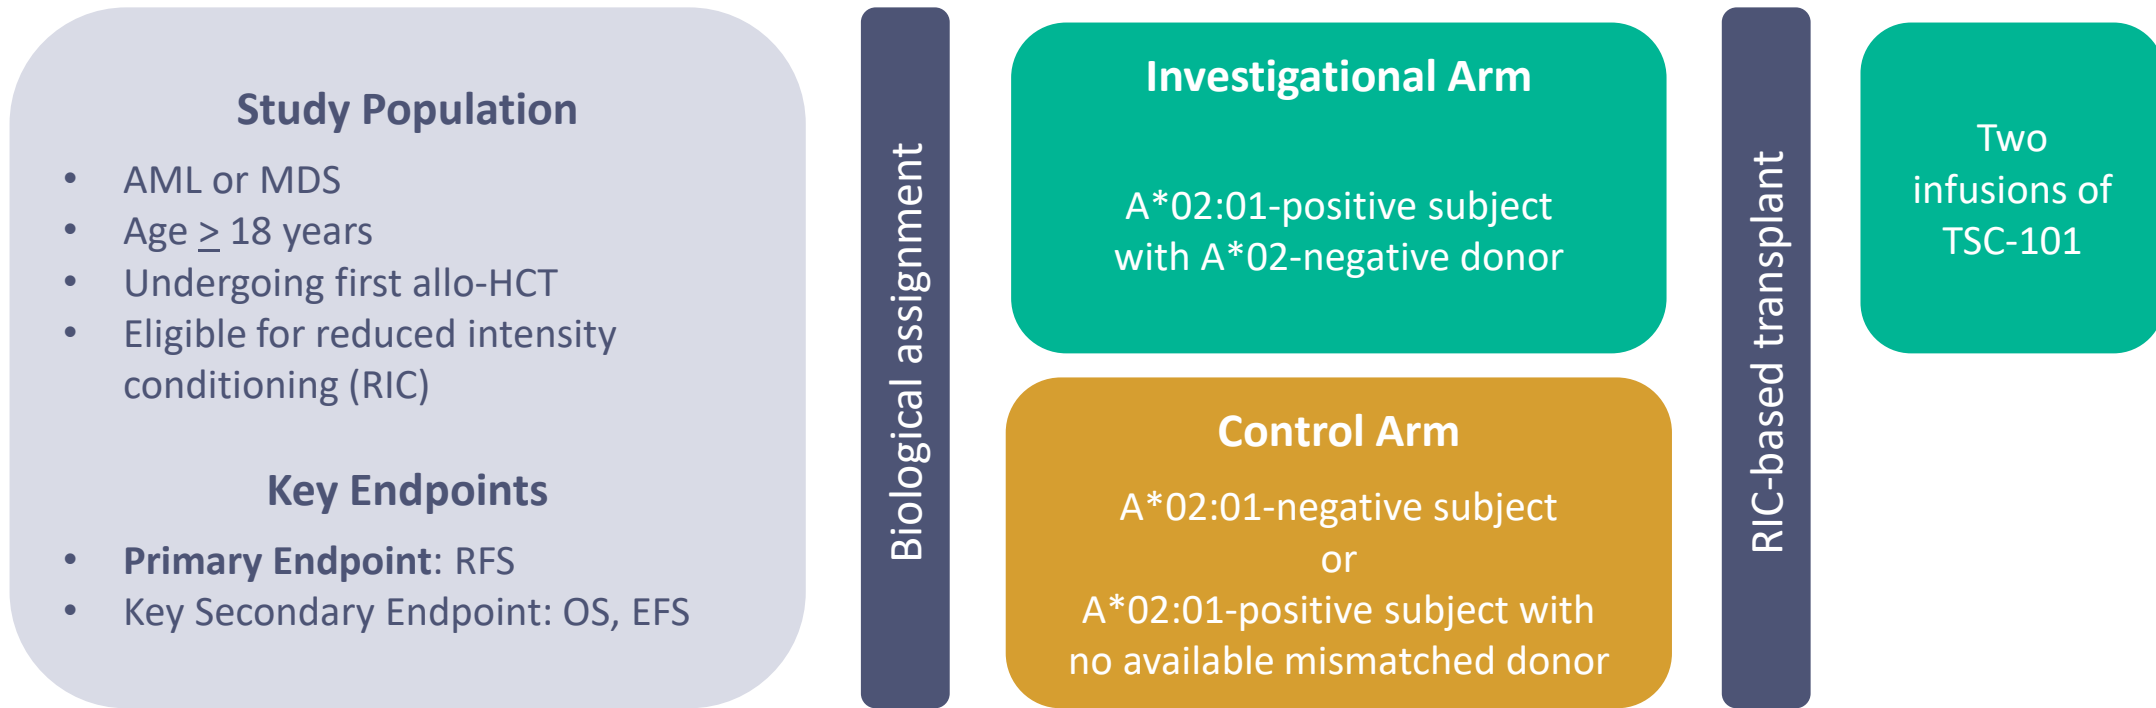 Study Population
• AML or MDS
• Age ≥ 18 years
• Undergoing first allo-HCT
• Eligible for reduced intensity
conditioning (RIC)
Key Endpoints
• Primary Endpoint: RFS
• Key Secondary Endpoint: OS, EFS
Biological assignment
Investigational Arm
A*02:01-positive subject
with A*02-negative donor
Control Arm
A*02:01-negative subject
or
A*02:01-positive subject with
no available mismatched donor
RIC-based transplant
Two
infusions of
TSC-101